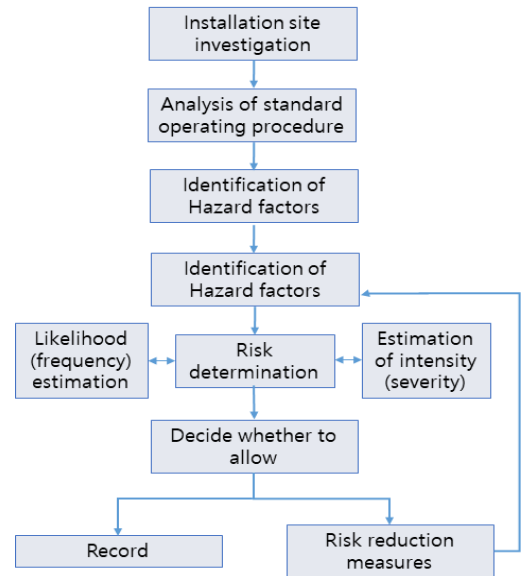 Installation site
investigation
Analysis of standard
operating procedure
Identification of
Hazard factors
Identification of
Hazard factors
Likelihood
(frequency)
estimation
Risk
determination
Estimation
of intensity
(severity)
Decide whether to
allow
Record
Risk reduction
measures